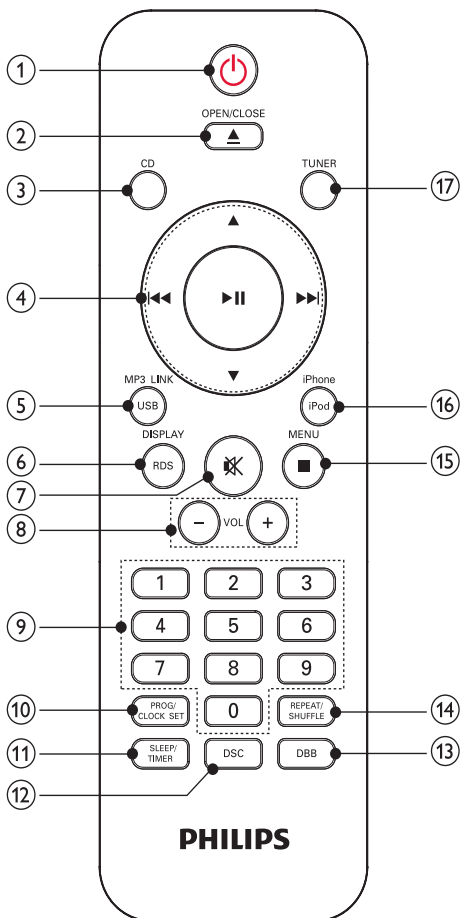 1
OPEN/CLOSE
2
CD
TUNER
3
17
4
MP3 LINK
iPhone
5
USB
iPod
16
DISPLAY
MENU
6
RDS
15
7
8
− VOL +
1 2 3
9
4 5 6
7 8 9
10
PROG/
CLOCK SET
0
REPEAT/
SHUFFLE
14
11
SLEEP/
TIMER
DSC
DBB
13
12
PHILIPS